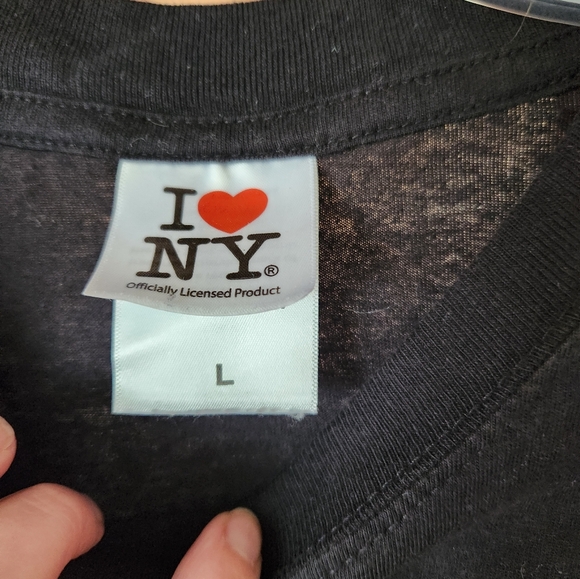 I ❤ NY®
Officially Licensed Product
L